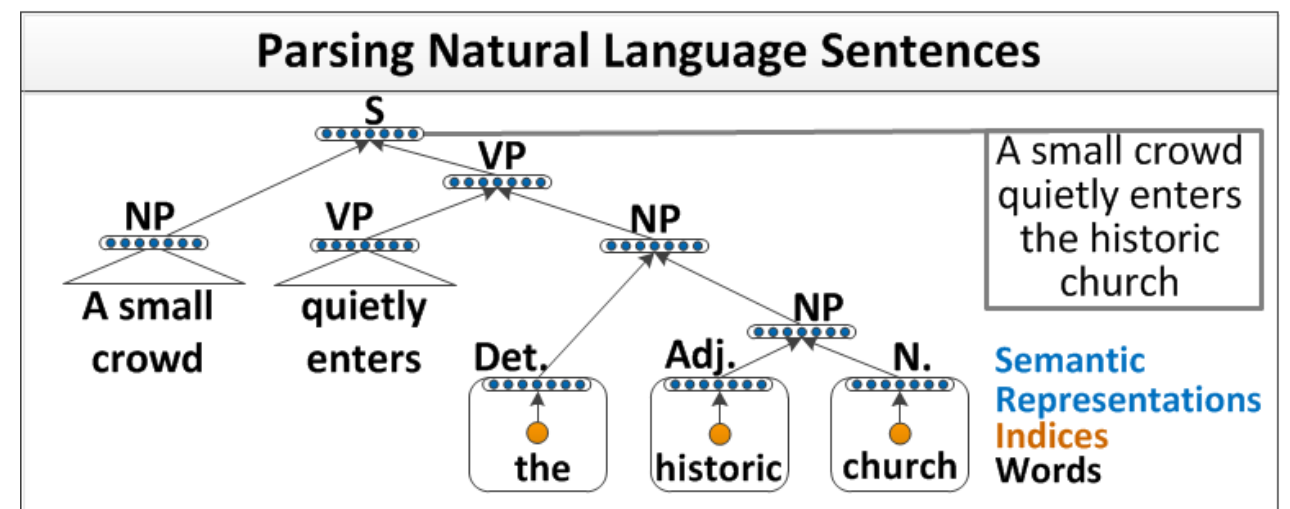 Parsing Natural Language Sentences
S
VP
NP
VP
NP
A small
crowd
quietly
enters
NP
Det.
Adj.
N.
the
historic
church
A small crowd
quietly enters
the historic
church
Semantic
Representations
Indices
Words